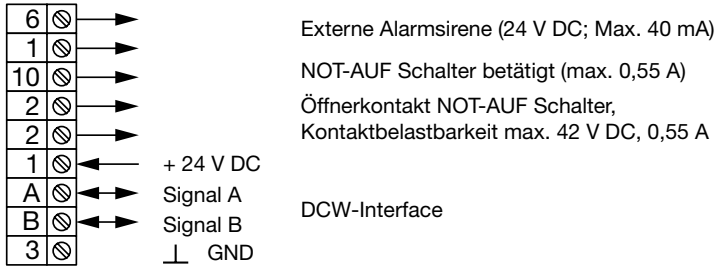 6
Externe Alarmsirene (24 V DC; Max. 40 mA)
1
10
NOT-AUF Schalter betätigt (max. 0,55 A)
2
Öffnerkontakt NOT-AUF Schalter,
2
Kontaktbelastbarkeit max. 42 V DC, 0,55 A
1 + 24 V DC
A Signal A
DCW-Interface
B Signal B
3 GND